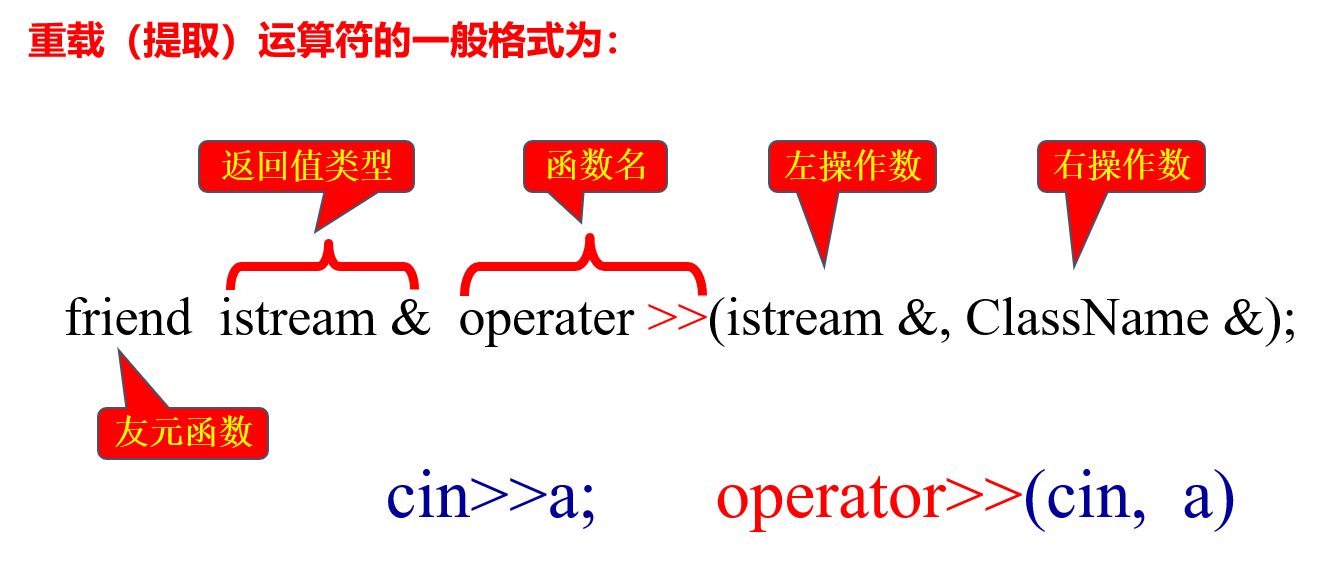 重载（提取）运算符的一般格式为：
返回值类型 函数名 左操作数 右操作数
friend istream & operater >>(istream &, ClassName &);
友元函数
cin>>a; operator>>(cin, a)